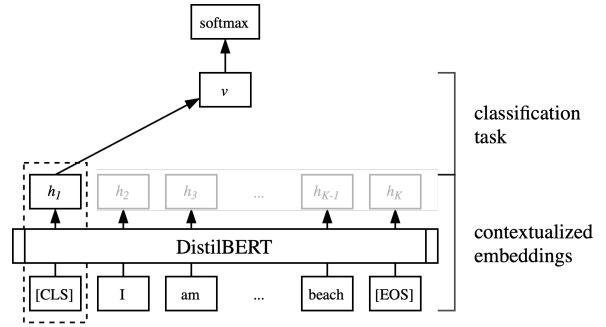 softmax
v
classification
task
h1 h2 h3 ... hK-1 hK
DistilBERT
contextualized
embeddings
[CLS] I am ... beach [EOS]